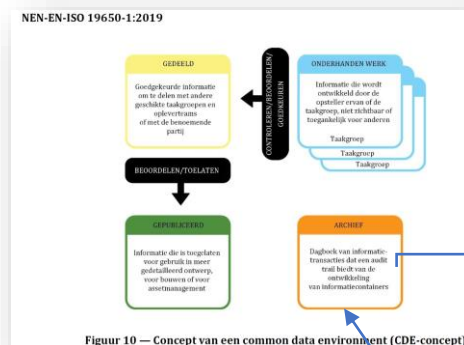 NEN-EN-ISO 19650-1:2019
GEDEELD
Goedgekeurde informatie
om te delen met andere
geschikte taakgroepen en
opleverteams
of met de benoemende
partij
CONTROLEREN/BEOORDELEN/
GOEDKEUREN
ONDERHANDEN WERK
Informatie die wordt
ontwikkeld door de
opsteller ervan of de
taakgroep, niet zichtbaar of
toegankelijk voor anderen
Taakgroep
Taakgroep
Taakgroep
BEOORDELEN/TOELATEN
GEPUBLICEERD
Informatie die is toegelaten
voor gebruik in meer
gedetailleerd ontwerp,
voor bouwen of voor
assetmanagement
ARCHIEF
Dagboek van informatie-
transacties dat een audit
trail biedt van de
ontwikkeling
van informatiecontainers
Figuur 10 — Concept van een common data environment (CDE-concept)